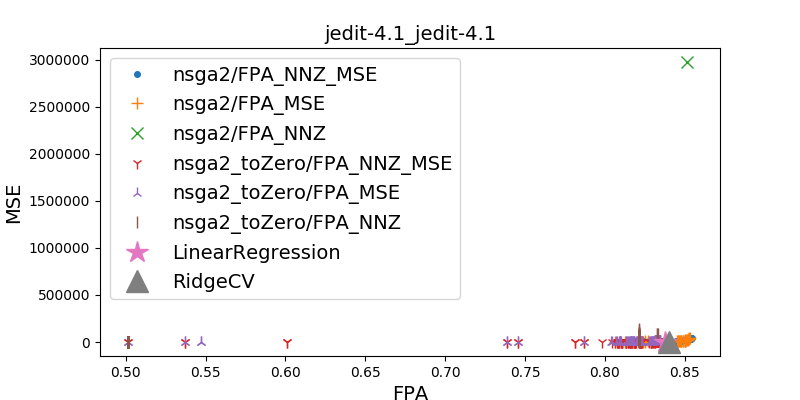 jedit-4.1_jedit-4.1
MSE
3000000
2500000
2000000
1500000
1000000
500000
0
nsga2/FPA_NNZ_MSE
nsga2/FPA_MSE
nsga2/FPA_NNZ
nsga2_toZero/FPA_NNZ_MSE
nsga2_toZero/FPA_MSE
nsga2_toZero/FPA_NNZ
LinearRegression
RidgeCV
0.50 0.55 0.60 0.65 0.70 0.75 0.80 0.85
FPA